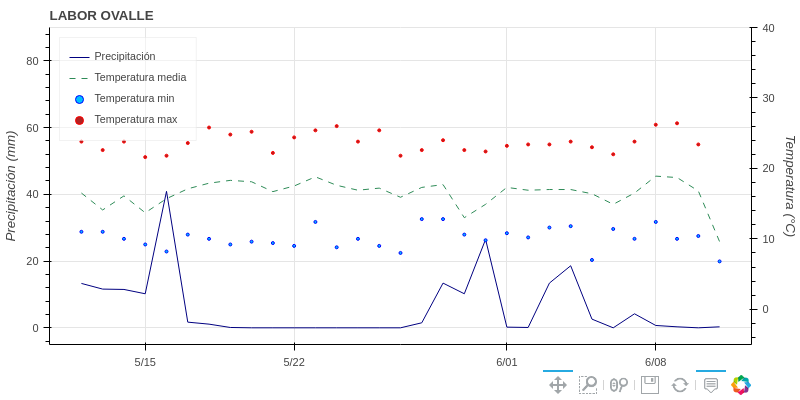 LABOR OVALLE
Precipitación
Temperatura media
Temperatura min
Temperatura max
Precipitación (mm)
80
60
40
20
0
40
30
20
10
0
Temperatura (°C)
5/15
5/22
6/01
6/08